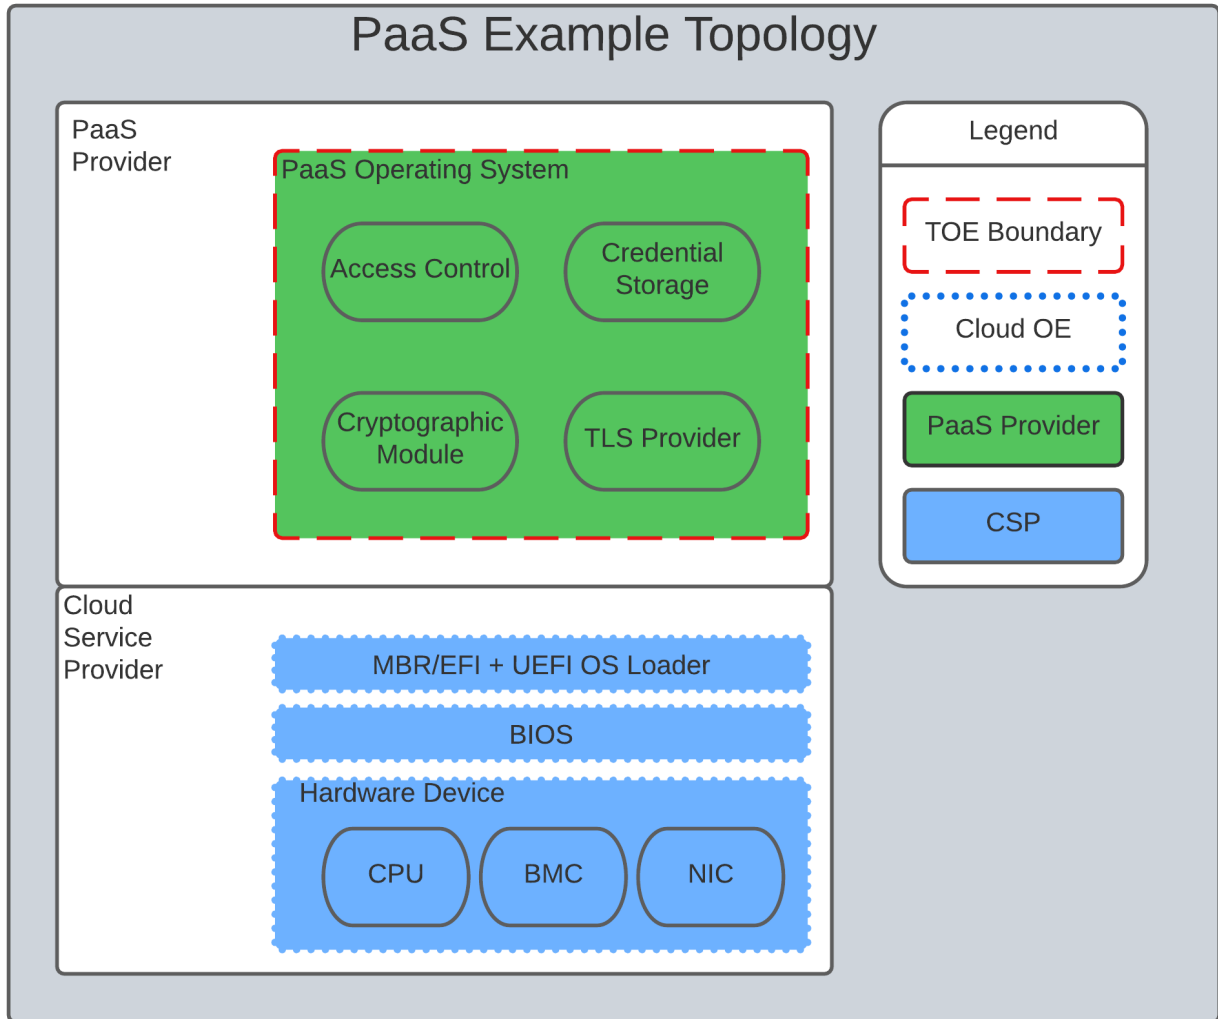 PaaS Example Topology
PaaS
Provider
PaaS Operating System
Access Control
Credential
Storage
Cryptographic
Module
TLS Provider
Cloud
Service
Provider
MBR/EFI + UEFI OS Loader
BIOS
Hardware Device
CPU
BMC
NIC
Legend
TOE Boundary
Cloud OE
PaaS Provider
CSP